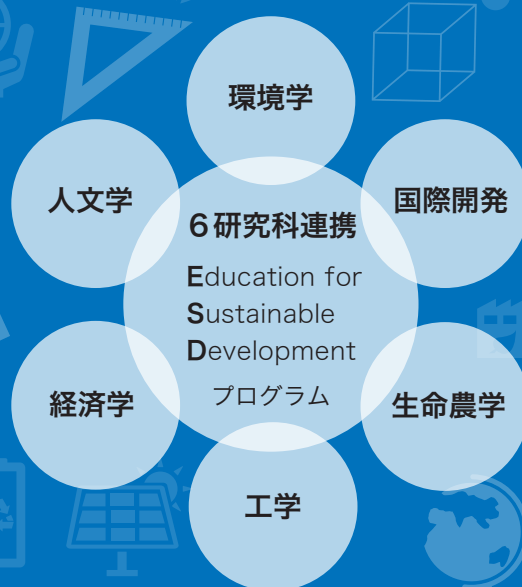 環境学
人文学
国際開発
6研究科連携
Education for
Sustainable
Development
プログラム
経済学
生命農学
工学